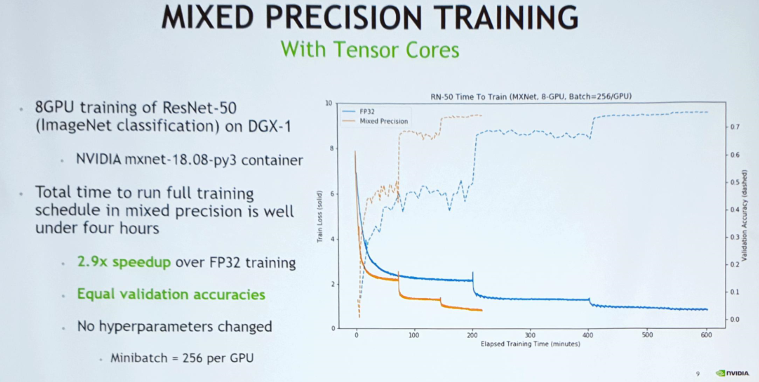 MIXED PRECISION TRAINING
With Tensor Cores
8GPU training of ResNet-50
(ImageNet classification) on DGX-1
NVIDIA mxnet-18.08-py3 container
Total time to run full training
schedule in mixed precision is well
under four hours
2.9x speedup over FP32 training
Equal validation accuracies
No hyperparameters changed
Minibatch = 256 per GPU
RN-50 Time To Train (MXNet, 8-GPU, Batch=256/GPU)
FP32
Mixed Precision
Train Loss (solid)
10
8
6
4
2
0
Validation Accuracy (dashed)
0.7
0.6
0.5
0.4
0.3
0.2
0.1
0.0
0
100
200
300
400
500
600
Elapsed Training Time (minutes)
9
NVIDIA